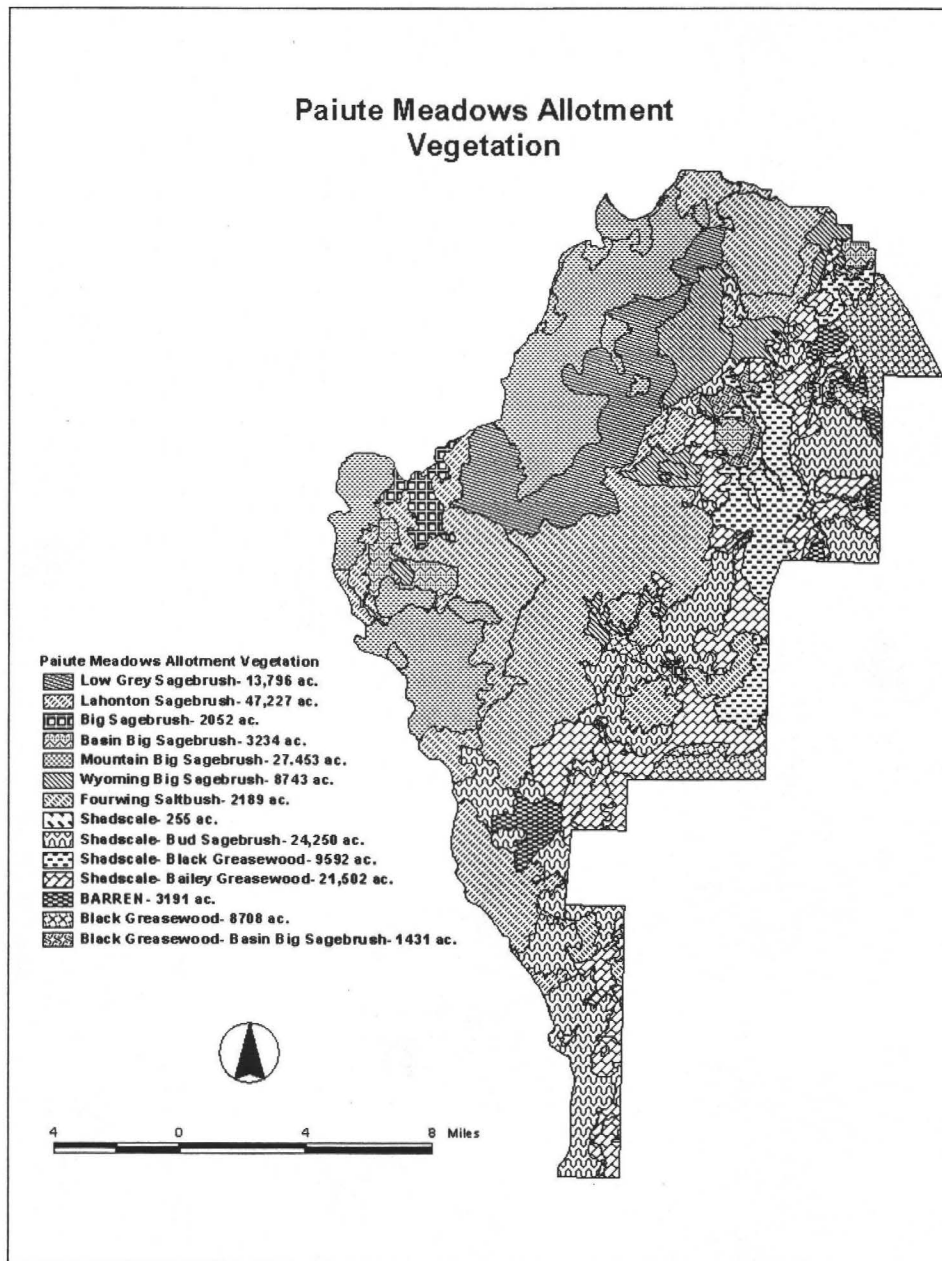 Paiute Meadows Allotment
Vegetation
Paiute Meadows Allotment Vegetation
Low Grey Sagebrush- 13,796 ac.
Lahonton Sagebrush- 47,227 ac.
Big Sagebrush- 2052 ac.
Basin Big Sagebrush- 3234 ac.
Mountain Big Sagebrush- 27.453 ac.
Wyoming Big Sagebrush- 8743 ac.
Fourwing Saltbush- 2189 ac.
Shadscale- 255 ac.
Shadscale- Bud Sagebrush- 24,250 ac.
Shadscale- Black Greasewood- 9592 ac.
Shadscale- Bailey Greasewood- 21,502 ac.
BARREN - 3191 ac.
Black Greasewood- 8708 ac.
Black Greasewood- Basin Big Sagebrush- 1431 ac.
4 0 4 8 Miles